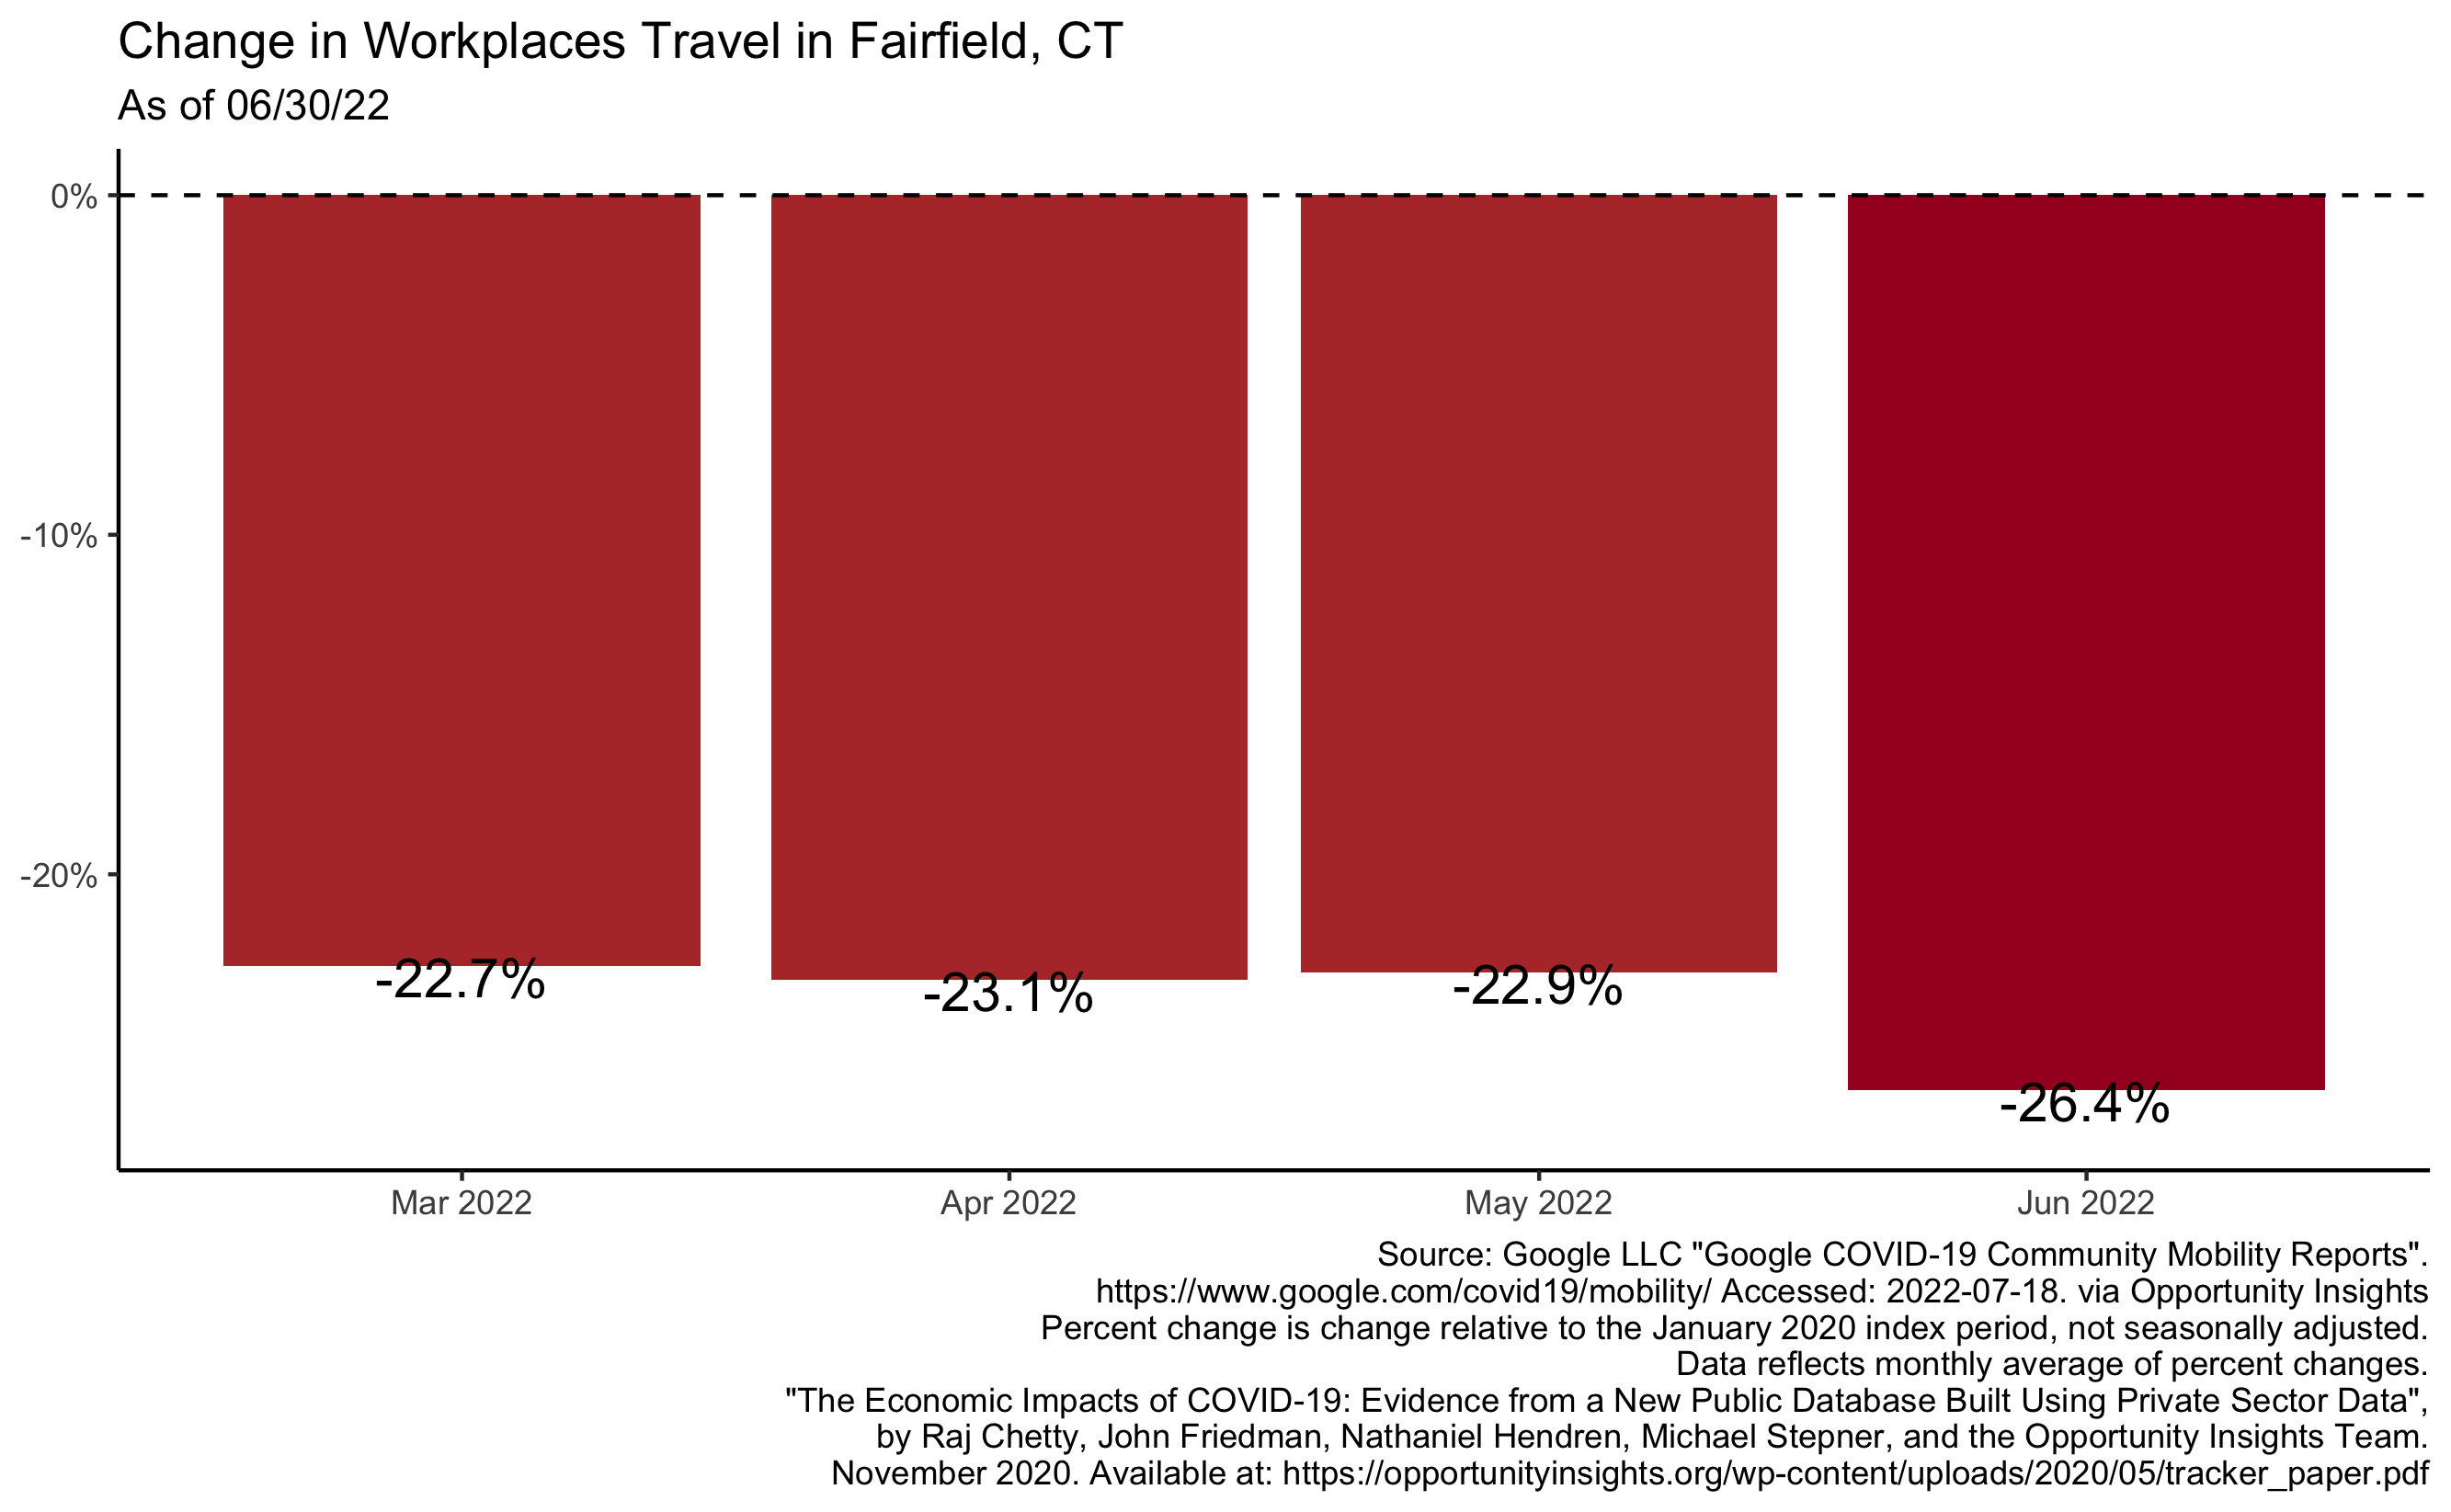 Change in Workplaces Travel in Fairfield, CT
As of 06/30/22
0%
-10%
-20%
-22.7%
-23.1%
-22.9%
-26.4%
Mar 2022
Apr 2022
May 2022
Jun 2022
Source: Google LLC "Google COVID-19 Community Mobility Reports".
https://www.google.com/covid19/mobility/ Accessed: 2022-07-18. via Opportunity Insights
Percent change is change relative to the January 2020 index period, not seasonally adjusted.
Data reflects monthly average of percent changes.
"The Economic Impacts of COVID-19: Evidence from a New Public Database Built Using Private Sector Data",
by Raj Chetty, John Friedman, Nathaniel Hendren, Michael Stepner, and the Opportunity Insights Team.
November 2020. Available at: https://opportunityinsights.org/wp-content/uploads/2020/05/tracker_paper.pdf